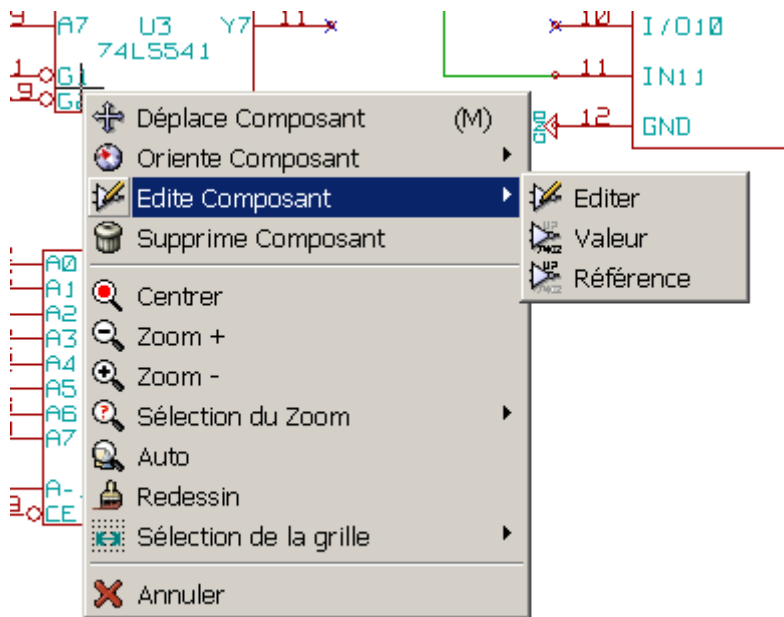 9 A7 U3 Y7 11 10 I/O10
74LS541
1 G1 11 IN11
9 G2
Déplace Composant (M) GND 12 GND
Oriente Composant
Edite Composant Editer
Supprime Composant Valeur
Référence
A0
A1 Centrer
A2
A3 Zoom +
A4 Zoom -
A5
A6 Sélection du Zoom
A7
Auto
A- Redessin
CE
Sélection de la grille
Annuler